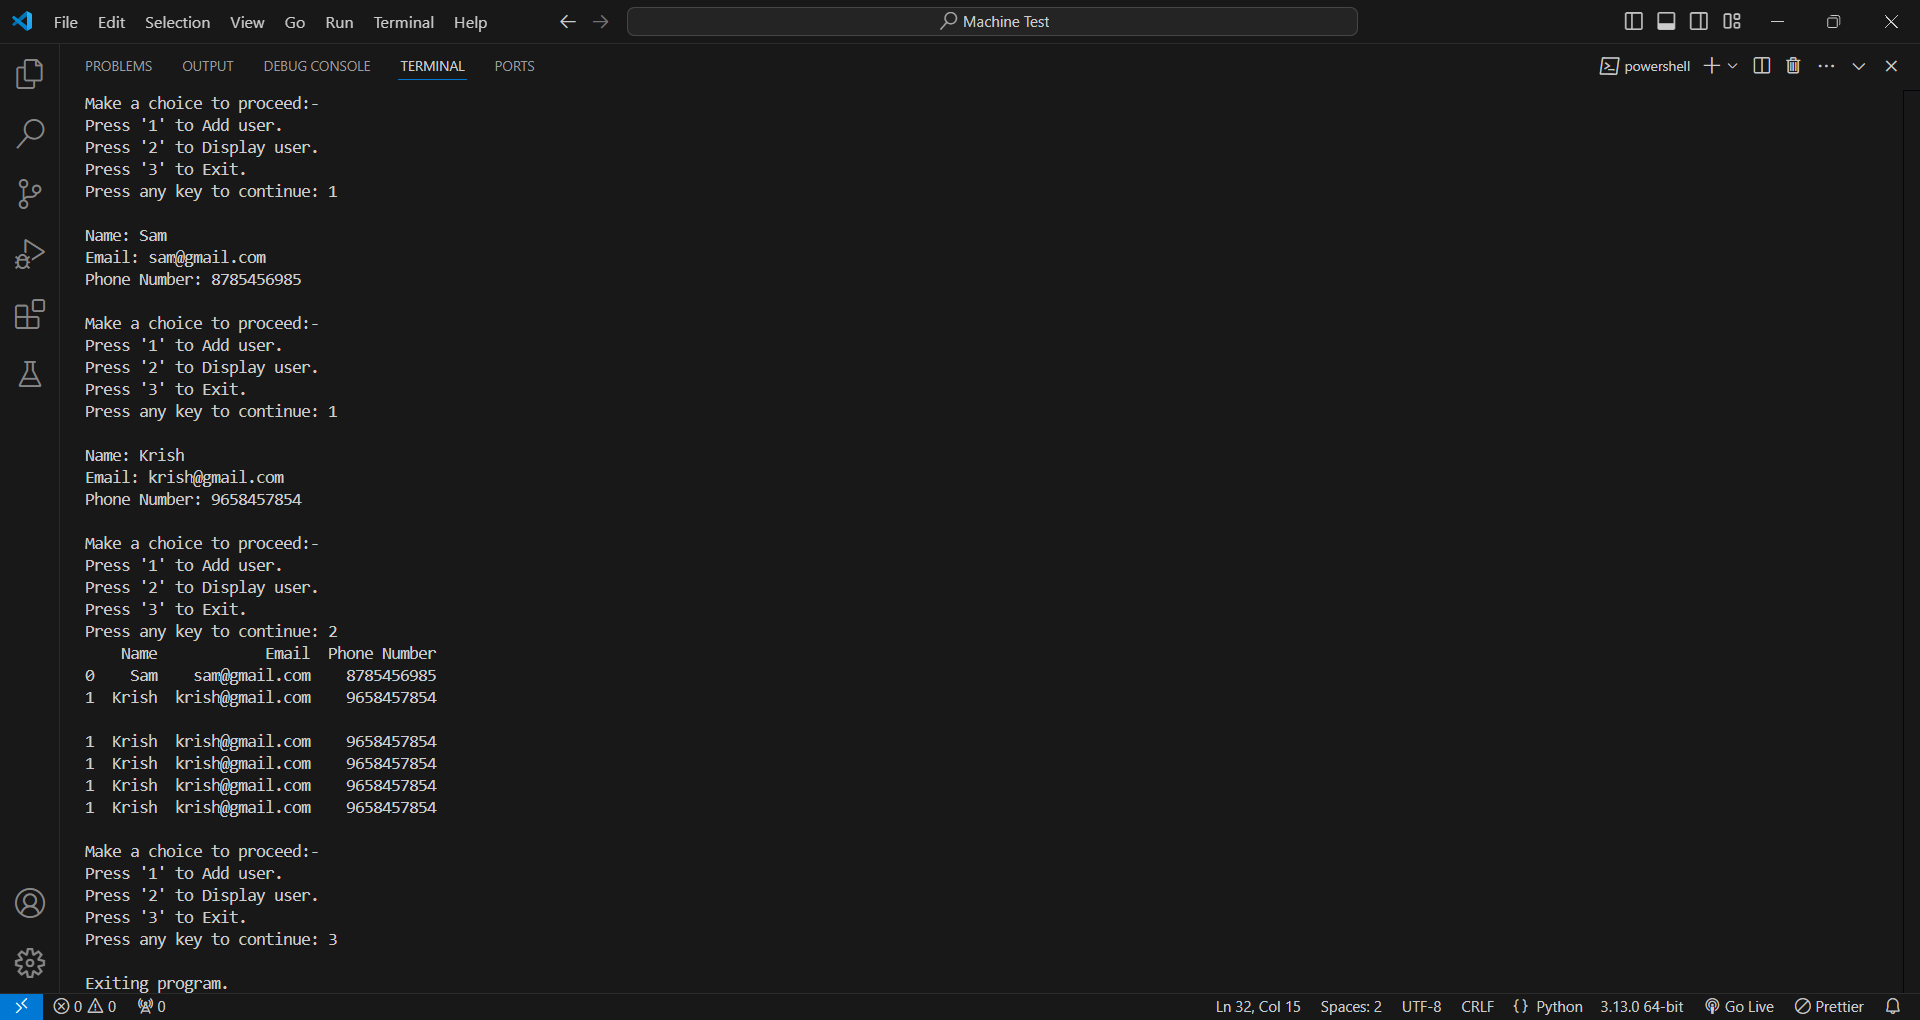 File Edit Selection View Go Run Terminal Help
Machine Test
PROBLEMS OUTPUT DEBUG CONSOLE TERMINAL PORTS
powershell
Make a choice to proceed:-
Press '1' to Add user.
Press '2' to Display user.
Press '3' to Exit.
Press any key to continue: 1
Name: Sam
Email: sam@gmail.com
Phone Number: 8785456985
Make a choice to proceed:-
Press '1' to Add user.
Press '2' to Display user.
Press '3' to Exit.
Press any key to continue: 1
Name: Krish
Email: krish@gmail.com
Phone Number: 9658457854
Make a choice to proceed:-
Press '1' to Add user.
Press '2' to Display user.
Press '3' to Exit.
Press any key to continue: 2
Name Email Phone Number
0 Sam sam@gmail.com 8785456985
1 Krish krish@gmail.com 9658457854
1 Krish krish@gmail.com 9658457854
1 Krish krish@gmail.com 9658457854
1 Krish krish@gmail.com 9658457854
1 Krish krish@gmail.com 9658457854
Make a choice to proceed:-
Press '1' to Add user.
Press '2' to Display user.
Press '3' to Exit.
Press any key to continue: 3
Exiting program.
0 0 0 Ln 32, Col 15 Spaces: 2 UTF-8 CRLF {} Python 3.13.0 64-bit Go Live Prettier